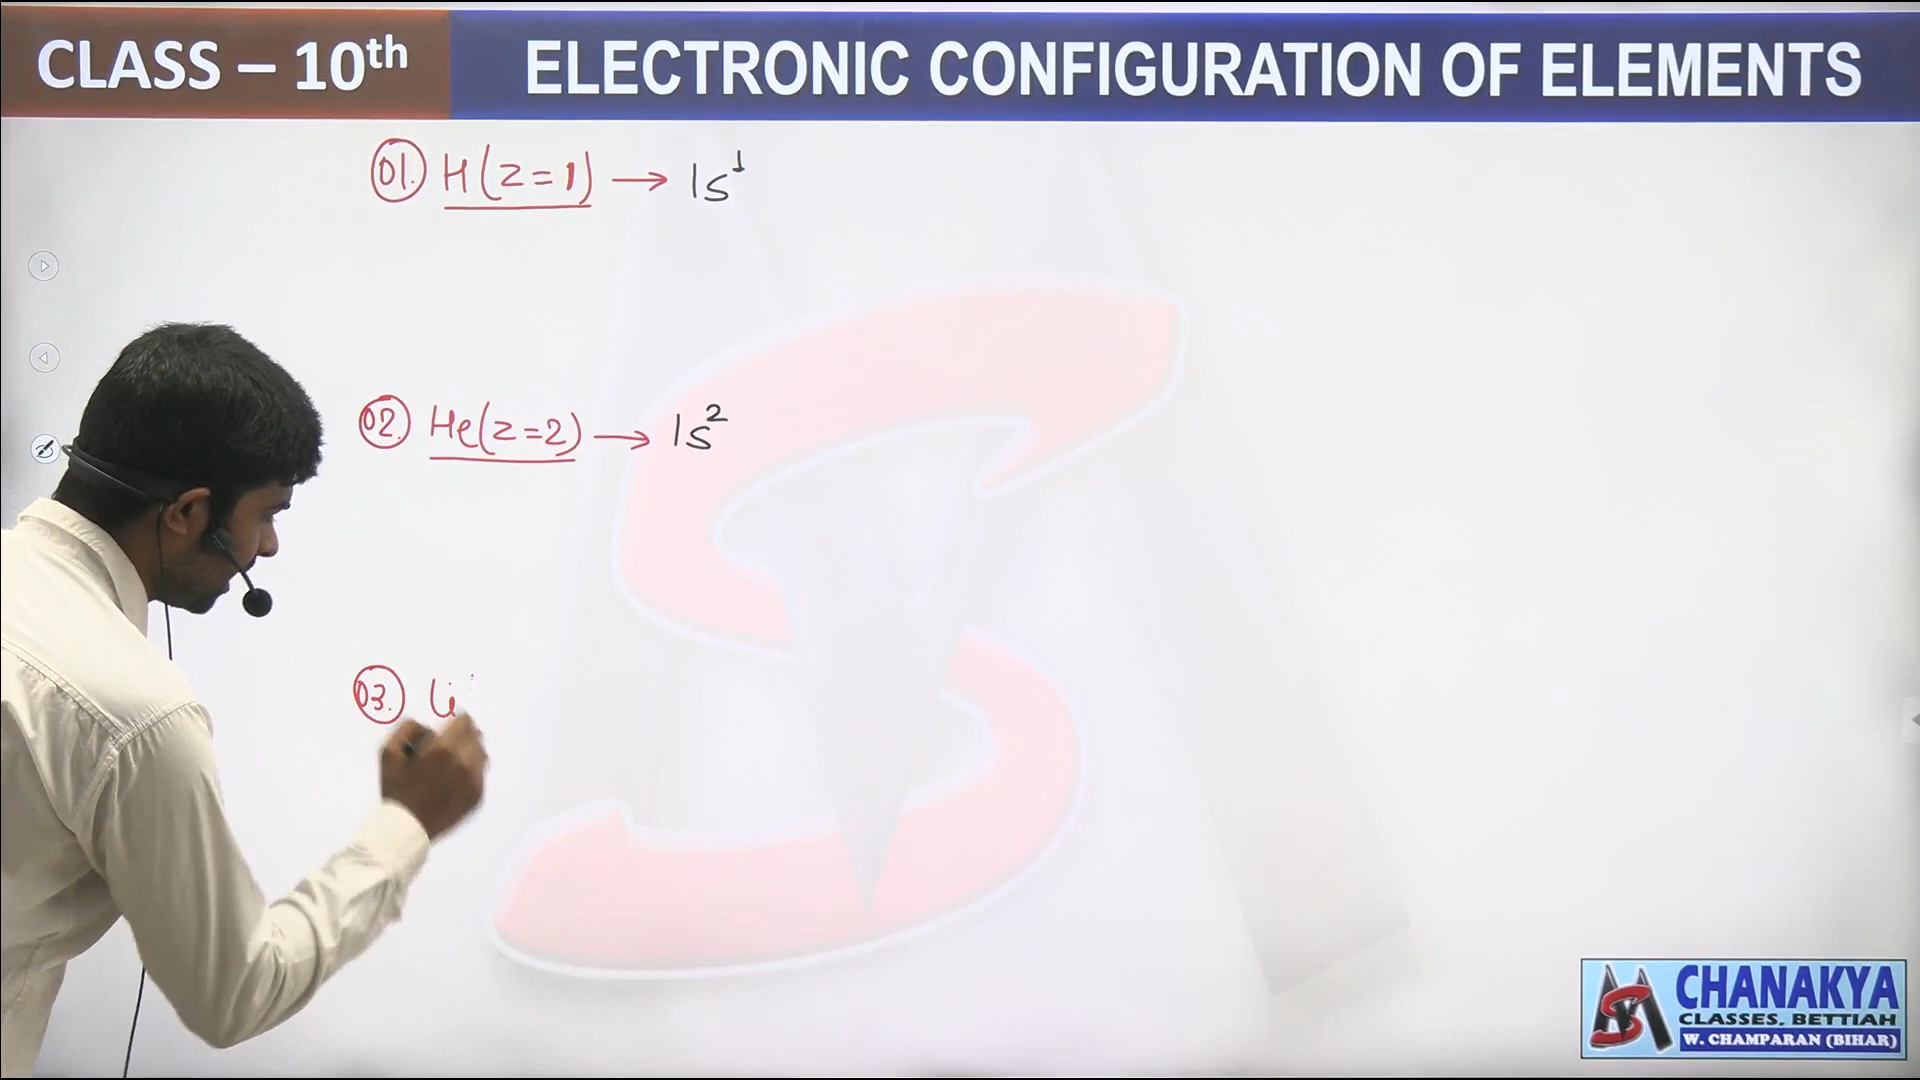 CLASS – 10th ELECTRONIC CONFIGURATION OF ELEMENTS
01. H(z=1) → 1s¹
02. He(z=2) → 1s²
03. Li
CHANAKYA
CLASSES, BETTIAH
W. CHAMPARAN (BIHAR)